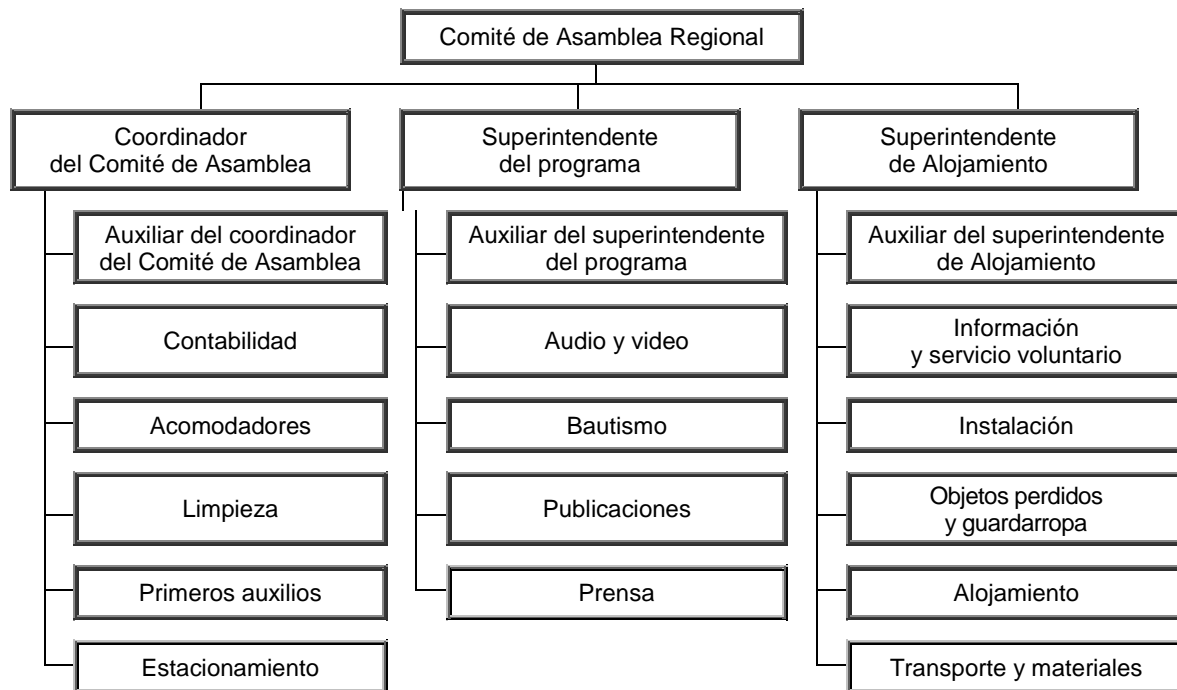 Comité de Asamblea Regional
Coordinador
del Comité de Asamblea
Auxiliar del coordinador
del Comité de Asamblea
Contabilidad
Acomodadores
Limpieza
Primeros auxilios
Estacionamiento
Superintendente
del programa
Auxiliar del superintendente
del programa
Audio y video
Bautismo
Publicaciones
Prensa
Superintendente
de Alojamiento
Auxiliar del superintendente
de Alojamiento
Información
y servicio voluntario
Instalación
Objetos perdidos
y guardarropa
Alojamiento
Transporte y materiales